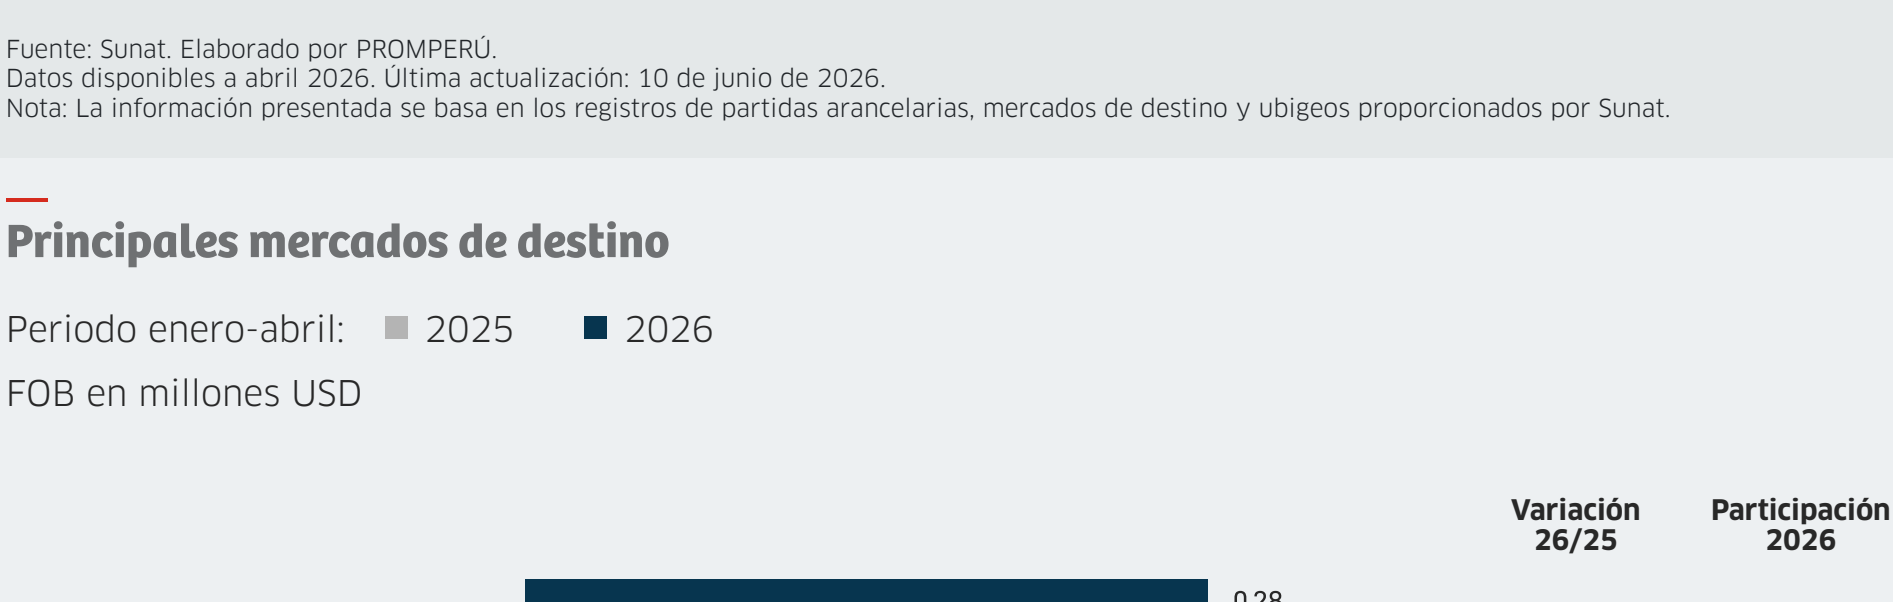 Fuente: Sunat. Elaborado por PROMPERÚ.
Datos disponibles a abril 2026. Última actualización: 10 de junio de 2026.
Nota: La información presentada se basa en los registros de partidas arancelarias, mercados de destino y ubigeos proporcionados por Sunat.
Principales mercados de destino
Periodo enero-abril: 2025 2026
FOB en millones USD
Variación 26/25
Participación 2026
0.28